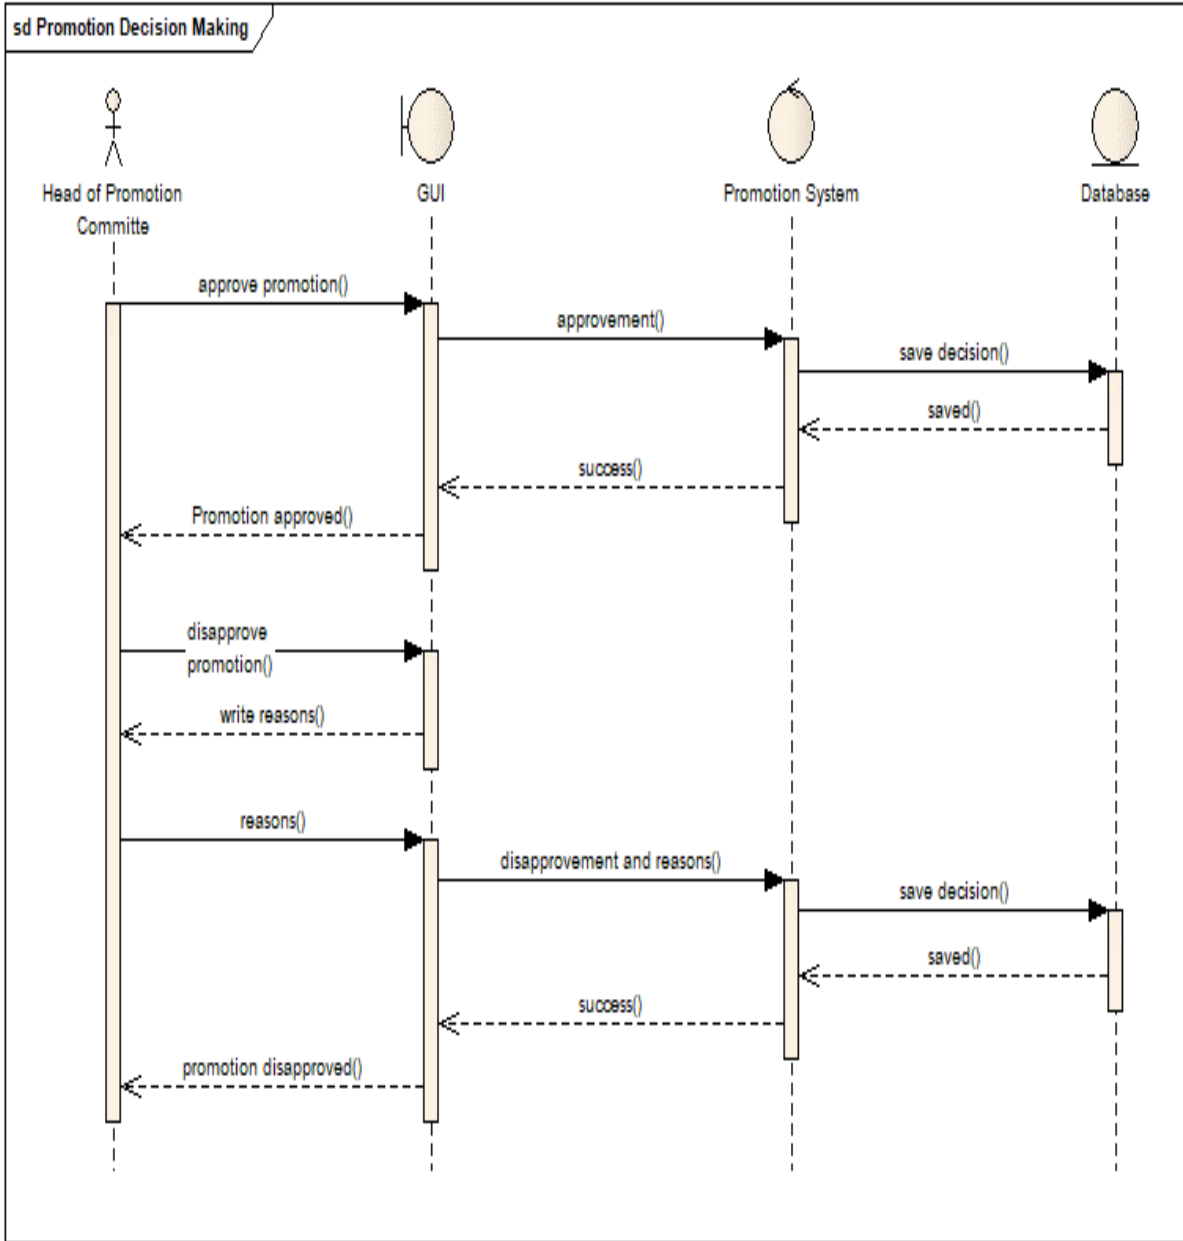 sd Promotion Decision Making
Head of Promotion
Committe
GUI
Promotion System
Database
approve promotion()
approvement()
save decision()
saved()
success()
Promotion approved()
disapprove
promotion()
write reasons()
reasons()
disapprovement and reasons()
save decision()
saved()
success()
promotion disapproved()